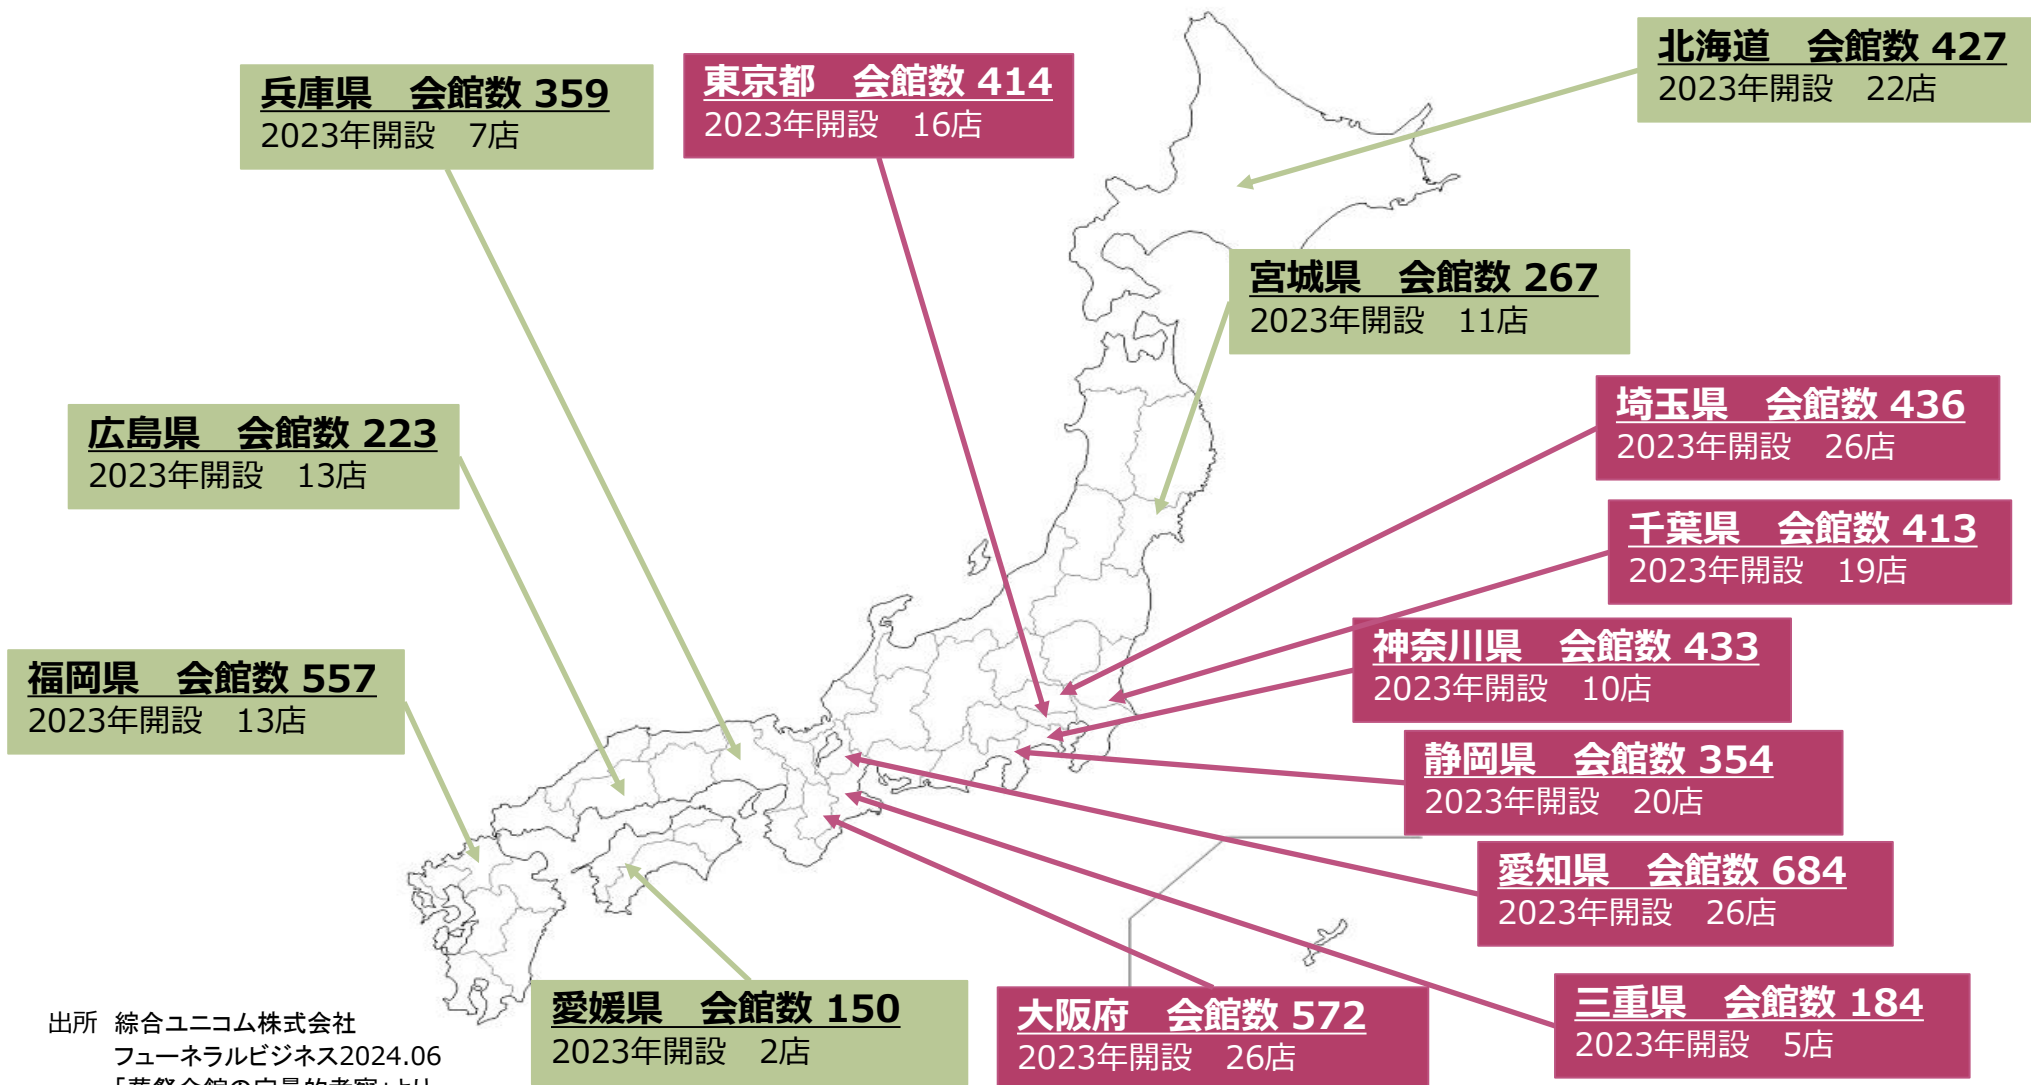 北海道　会館数 427
2023年開設　22店
東京都　会館数 414
2023年開設　16店
兵庫県　会館数 359
2023年開設　7店
宮城県　会館数 267
2023年開設　11店
埼玉県　会館数 436
2023年開設　26店
広島県　会館数 223
2023年開設　13店
千葉県　会館数 413
2023年開設　19店
神奈川県　会館数 433
2023年開設　10店
福岡県　会館数 557
2023年開設　13店
静岡県　会館数 354
2023年開設　20店
愛知県　会館数 684
2023年開設　26店
三重県　会館数 184
2023年開設　5店
大阪府　会館数 572
2023年開設　26店
愛媛県　会館数 150
2023年開設　2店
出所　綜合ユニコム株式会社
フューネラルビジネス2024.06
「葬祭会館の定量的考察」より